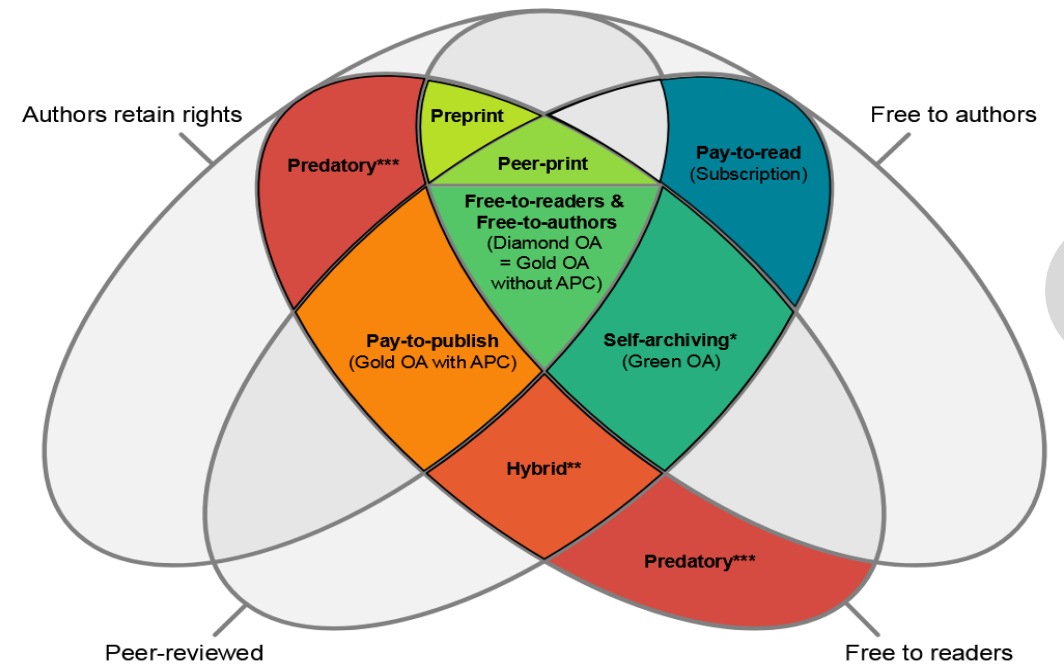 Authors retain rights
Free to authors
Preprint
Predatory***
Peer-print
Pay-to-read
(Subscription)
Free-to-readers &
Free-to-authors
(Diamond OA
= Gold OA
without APC)
Pay-to-publish
(Gold OA with APC)
Self-archiving*
(Green OA)
Hybrid**
Predatory***
Peer-reviewed
Free to readers